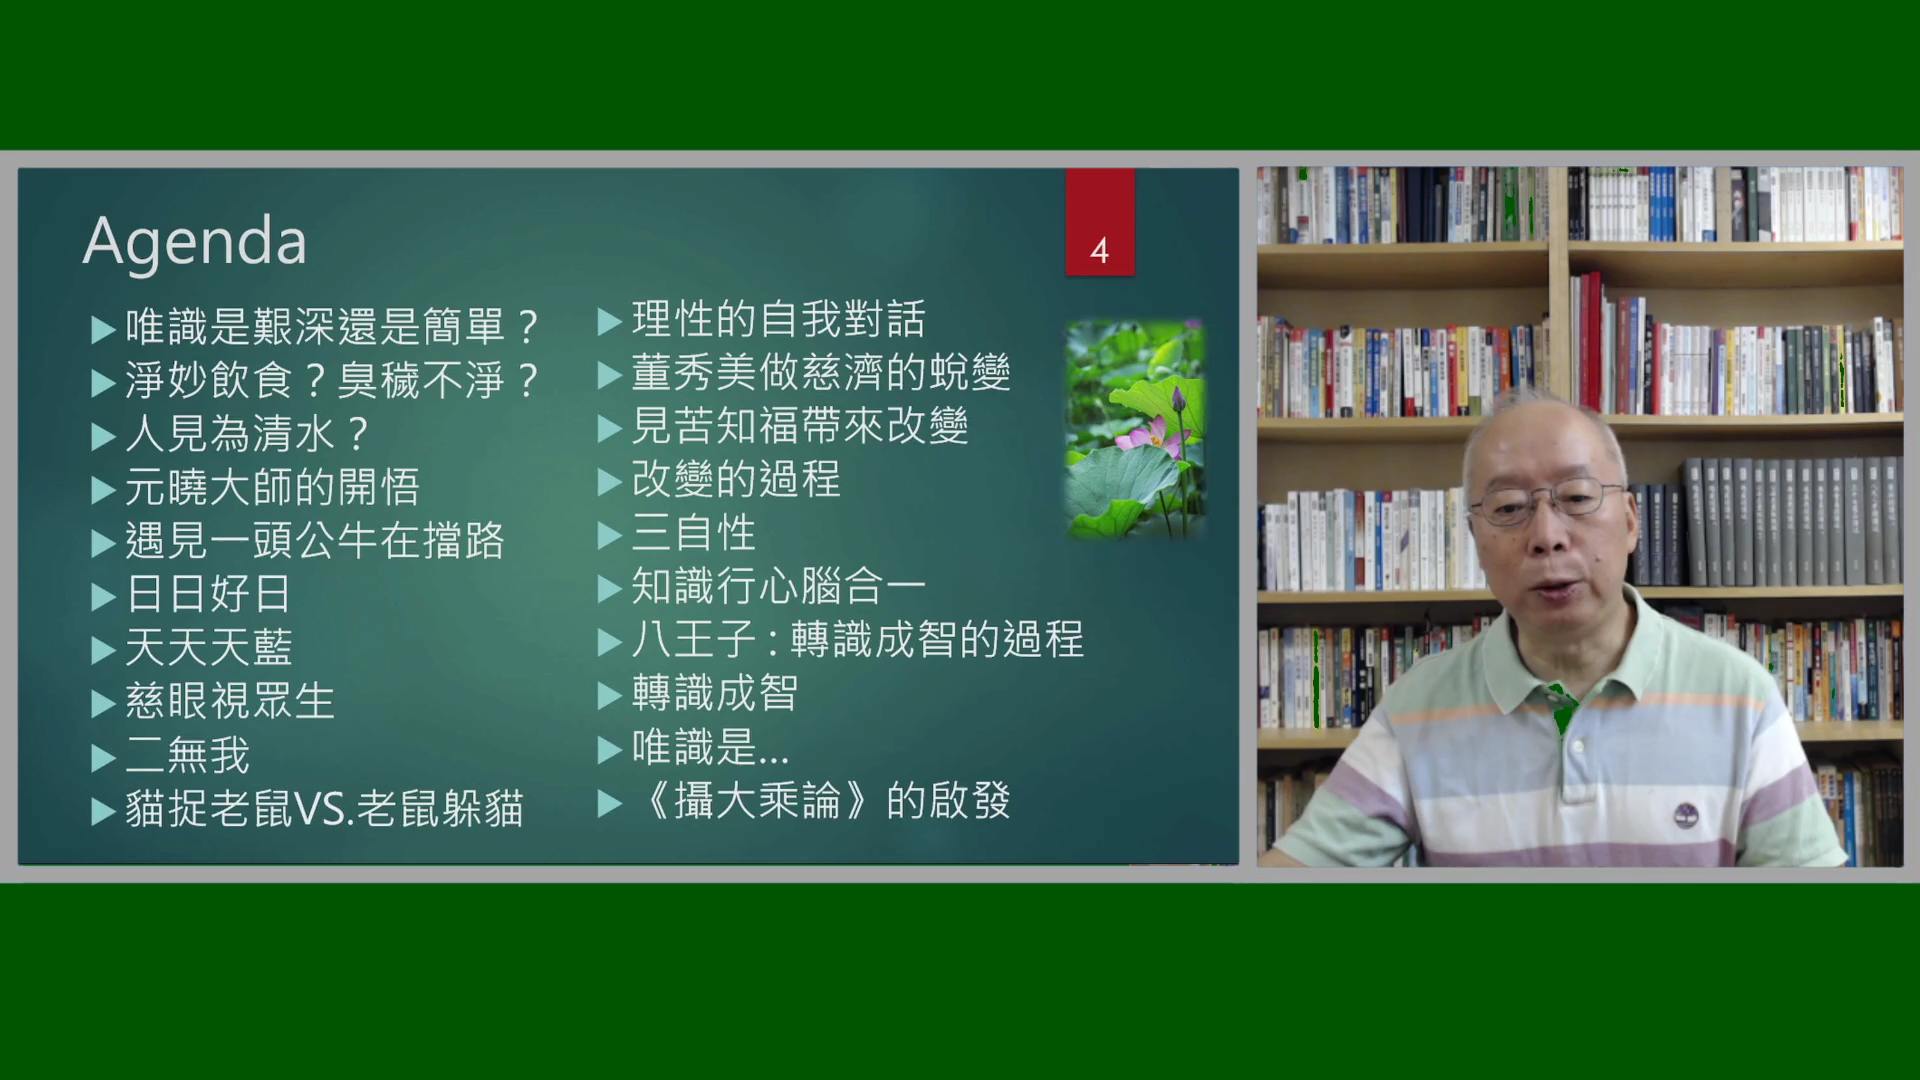 Agenda
4
唯識是艱深還是簡單？
淨妙飲食？臭穢不淨？
人見為清水？
元曉大師的開悟
遇見一頭公牛在擋路
日日好日
天天天藍
慈眼視眾生
二無我
貓捉老鼠VS.老鼠躲貓
理性的自我對話
董秀美做慈濟的蛻變
見苦知福帶來改變
改變的過程
三自性
知識行心腦合一
八王子:轉識成智的過程
轉識成智
唯識是...
《攝大乘論》的啟發